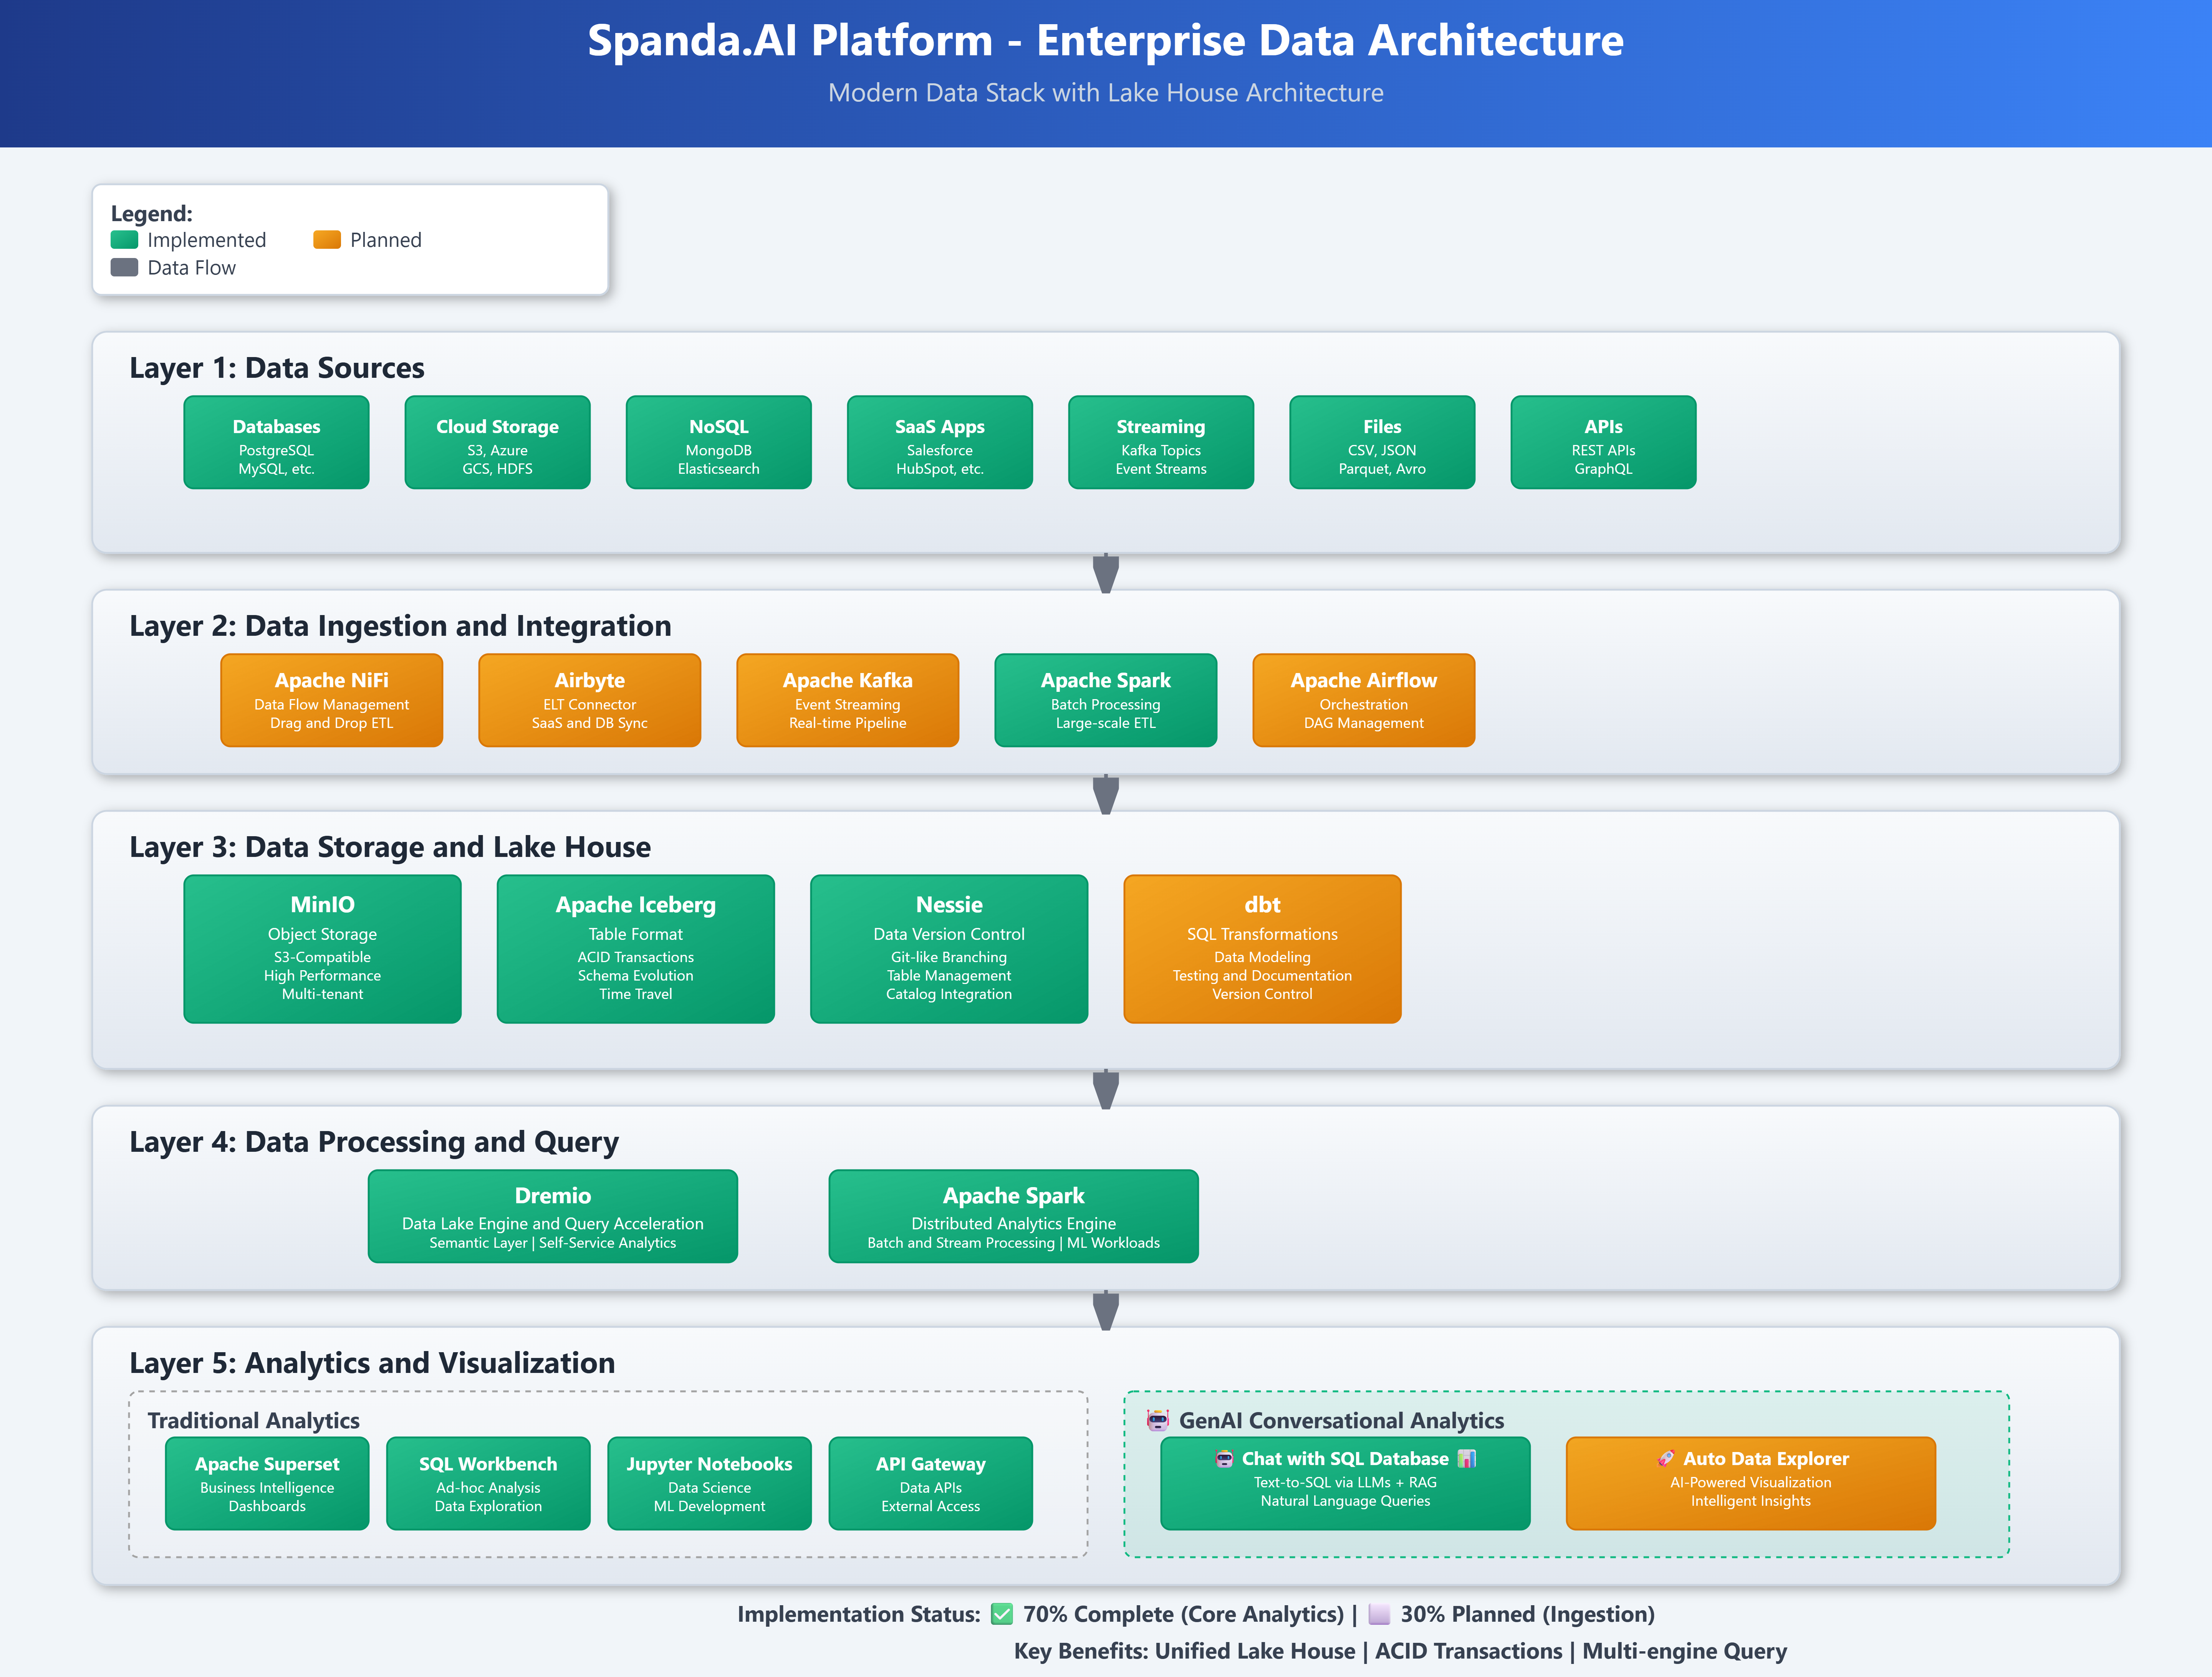 Spanda.AI Platform - Enterprise Data Architecture
Modern Data Stack with Lake House Architecture
Legend:
Implemented
Planned
Data Flow
Layer 1: Data Sources
Databases
PostgreSQL
MySQL, etc.
Cloud Storage
S3, Azure
GCS, HDFS
NoSQL
MongoDB
Elasticsearch
SaaS Apps
Salesforce
HubSpot, etc.
Streaming
Kafka Topics
Event Streams
Files
CSV, JSON
Parquet, Avro
APIs
REST APIs
GraphQL
Layer 2: Data Ingestion and Integration
Apache NiFi
Data Flow Management
Drag and Drop ETL
Airbyte
ELT Connector
SaaS and DB Sync
Apache Kafka
Event Streaming
Real-time Pipeline
Apache Spark
Batch Processing
Large-scale ETL
Apache Airflow
Orchestration
DAG Management
Layer 3: Data Storage and Lake House
MinIO
Object Storage
S3-Compatible
High Performance
Multi-tenant
Apache Iceberg
Table Format
ACID Transactions
Schema Evolution
Time Travel
Nessie
Data Version Control
Git-like Branching
Table Management
Catalog Integration
dbt
SQL Transformations
Data Modeling
Testing and Documentation
Version Control
Layer 4: Data Processing and Query
Dremio
Data Lake Engine and Query Acceleration
Semantic Layer | Self-Service Analytics
Apache Spark
Distributed Analytics Engine
Batch and Stream Processing | ML Workloads
Layer 5: Analytics and Visualization
Traditional Analytics
Apache Superset
Business Intelligence
Dashboards
SQL Workbench
Ad-hoc Analysis
Data Exploration
Jupyter Notebooks
Data Science
ML Development
API Gateway
Data APIs
External Access
🤖 GenAI Conversational Analytics
🤖 Chat with SQL Database 📊
Text-to-SQL via LLMs + RAG
Natural Language Queries
🚀 Auto Data Explorer
AI-Powered Visualization
Intelligent Insights
Implementation Status: ✅ 70% Complete (Core Analytics) | 30% Planned (Ingestion)
Key Benefits: Unified Lake House | ACID Transactions | Multi-engine Query